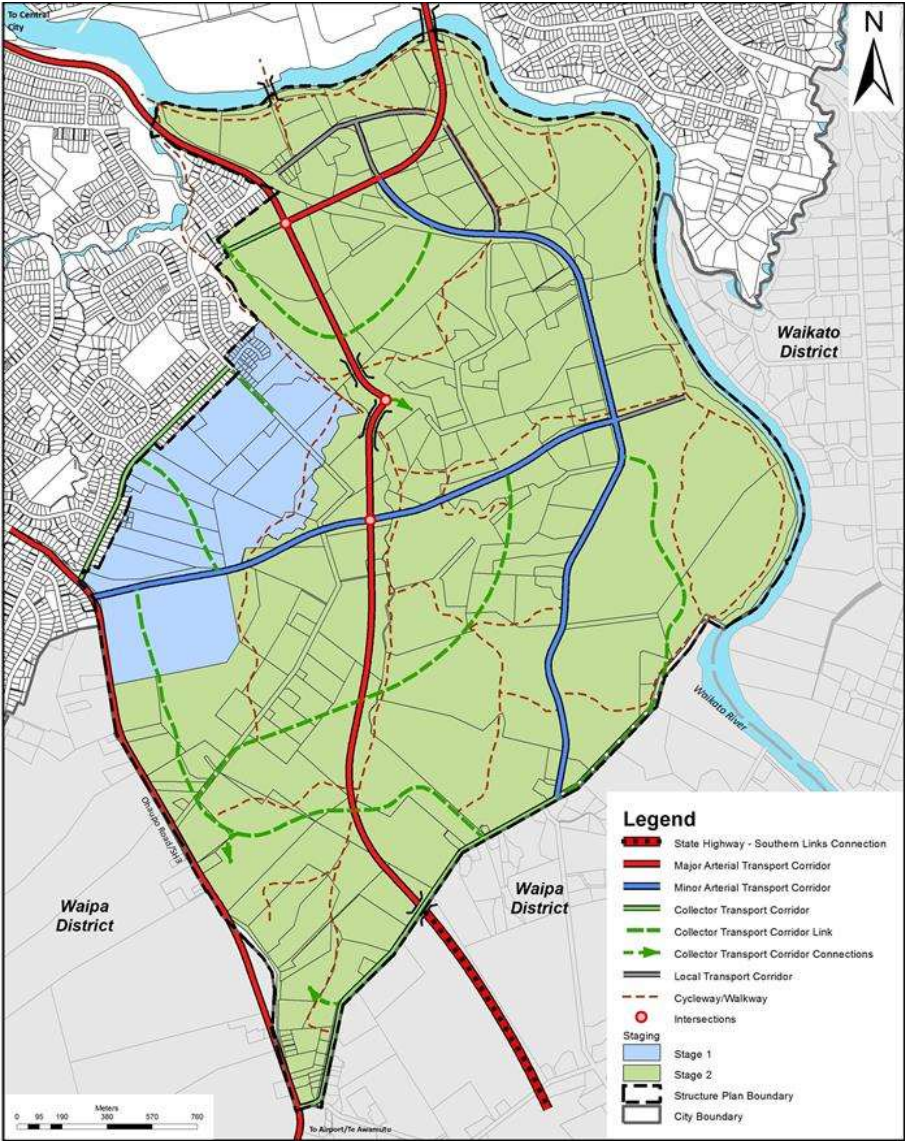 To Central
City
N
Waikato
District
Waikato River
Ohaupo Road/SH3
Waipa
District
Waipa
District
Legend
State Highway - Southern Links Connection
Major Arterial Transport Corridor
Minor Arterial Transport Corridor
Collector Transport Corridor
Collector Transport Corridor Link
Collector Transport Corridor Connections
Local Transport Corridor
Cycleway/Walkway
Intersections
Staging
Stage 1
Stage 2
Structure Plan Boundary
City Boundary
Meters
0 95 190 380 570 760
To Airport/Te Awamutu